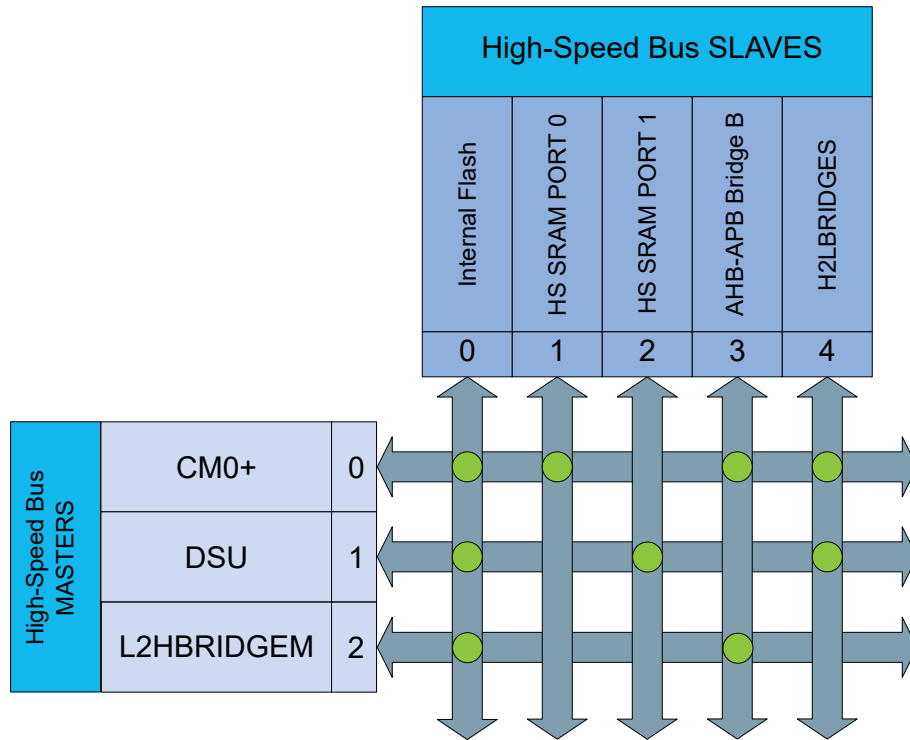 High-Speed Bus SLAVES
Internal Flash
HS SRAM PORT 0
HS SRAM PORT 1
AHB-APB Bridge B
H2LBRIDGES
0 1 2 3 4
High-Speed Bus
MASTERS
CM0+ 0
DSU 1
L2HBRIDGEM 2